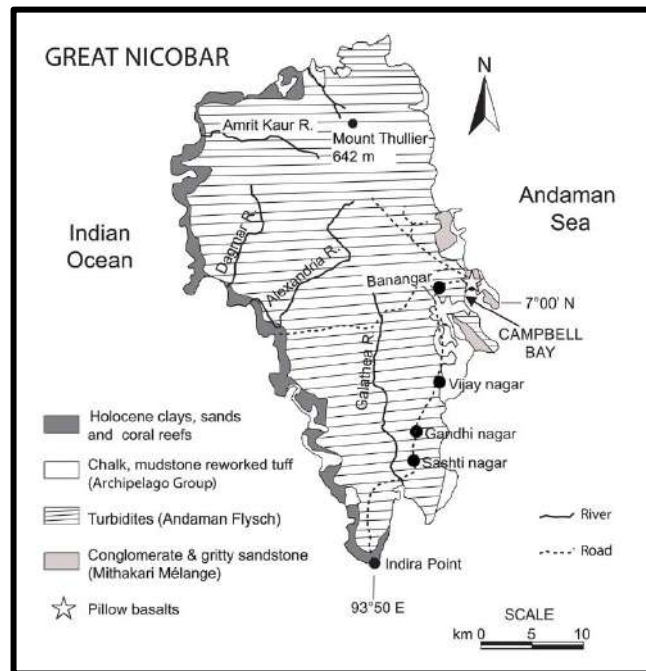 GREAT NICOBAR
N
Amrit Kaur R.
Mount Thullier
642 m
Andaman
Sea
Indian
Ocean
Dagmar R.
Alexandria R.
Banangar
7°00' N
CAMPBELL
BAY
Galathea R.
Vijay nagar
Gandhi nagar
Sashti nagar
Holocene clays, sands
and coral reefs
Chalk, mudstone reworked tuff
(Archipelago Group)
Turbidites (Andaman Flysch)
Conglomerate & gritty sandstone
(Mithakari Mélange)
Pillow basalts
River
Road
Indira Point
93°50 E
SCALE
km 0 5 10